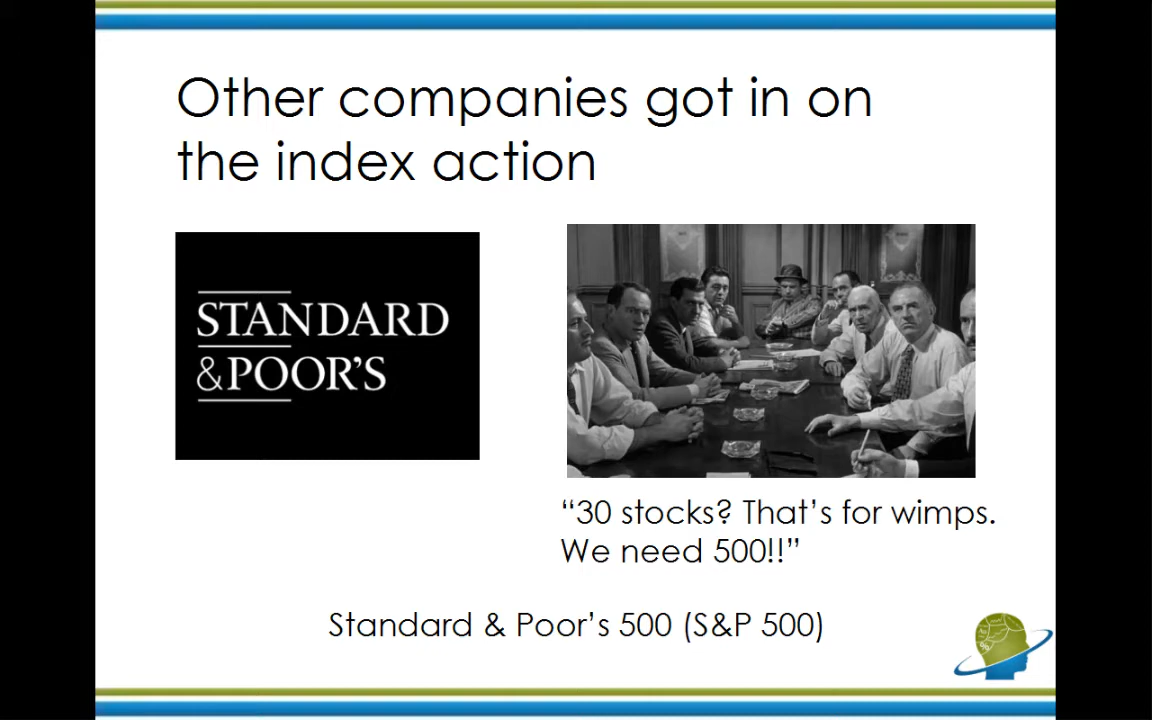 Other companies got in on
the index action
STANDARD
&POOR'S
“30 stocks? That’s for wimps.
We need 500!!”
Standard & Poor’s 500 (S&P 500)